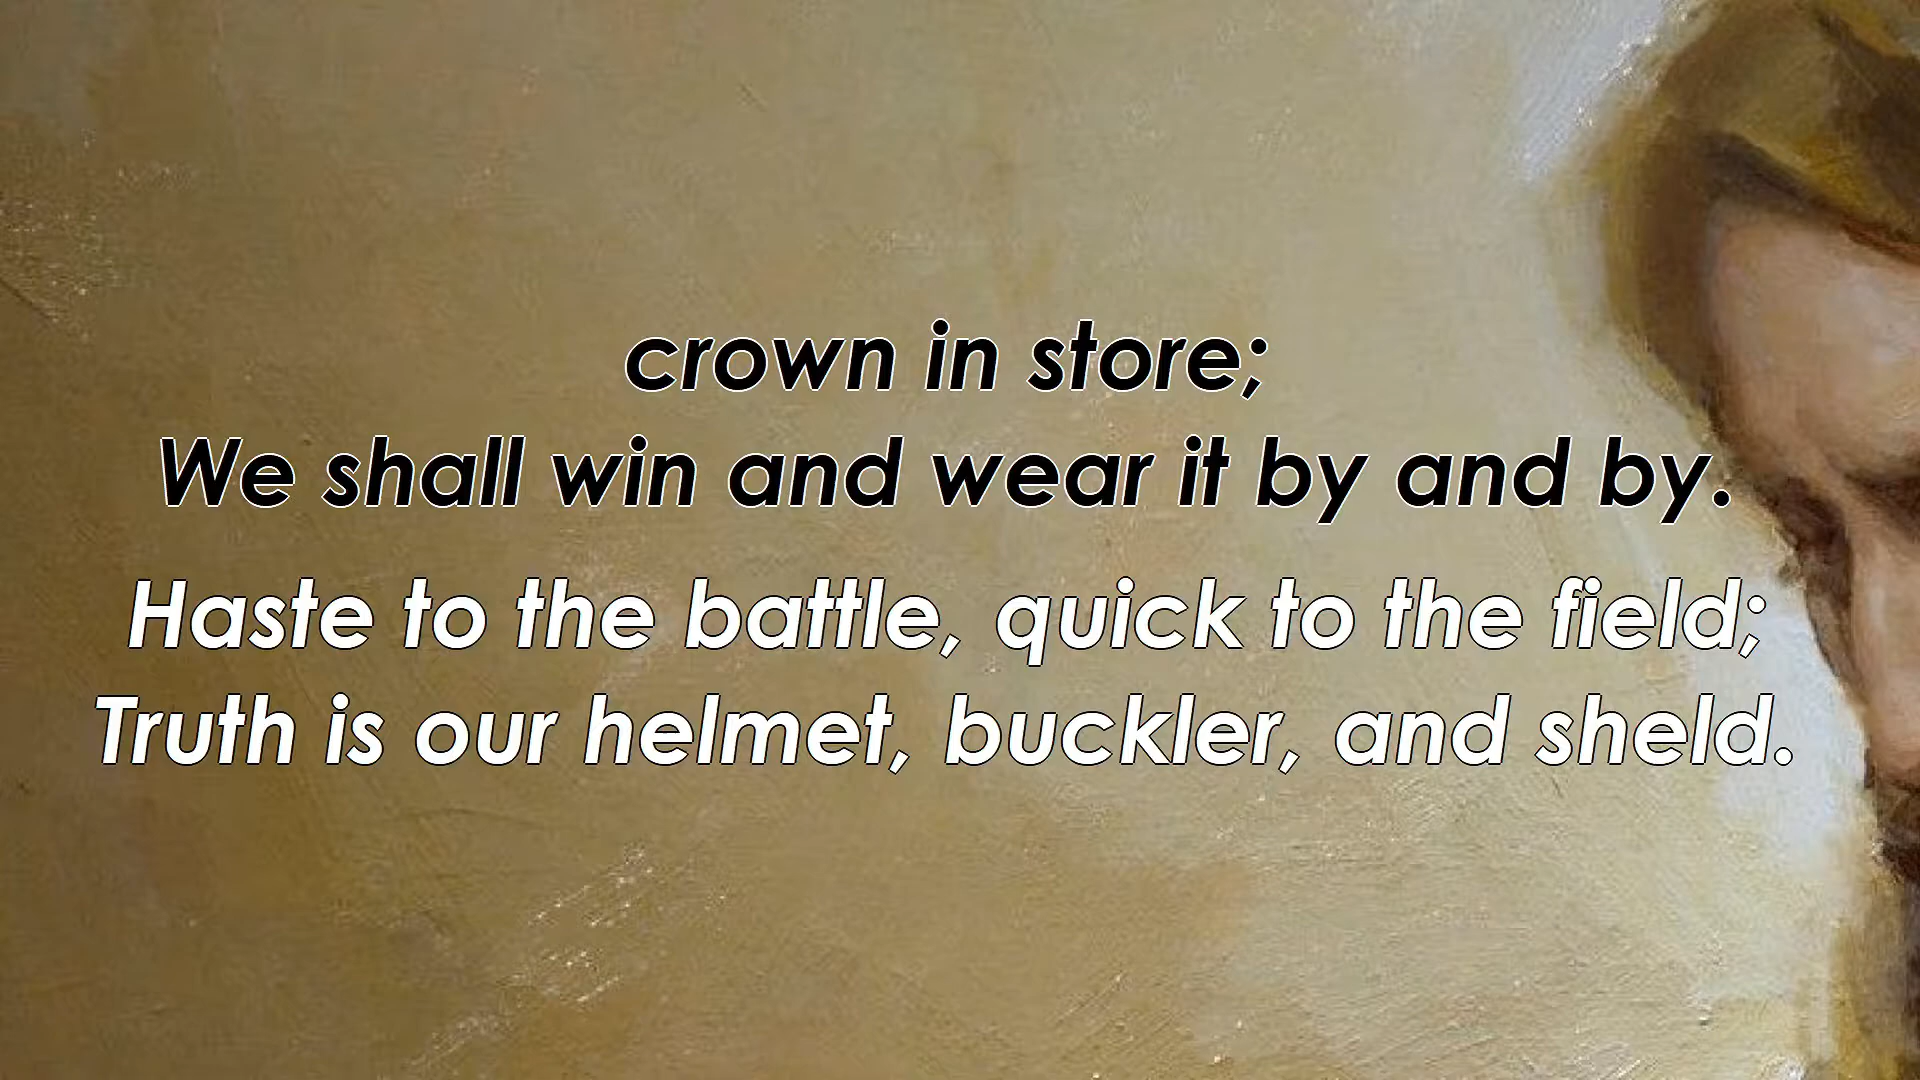 crown in store;
We shall win and wear it by and by.
Haste to the battle, quick to the field;
Truth is our helmet, buckler, and sheld.